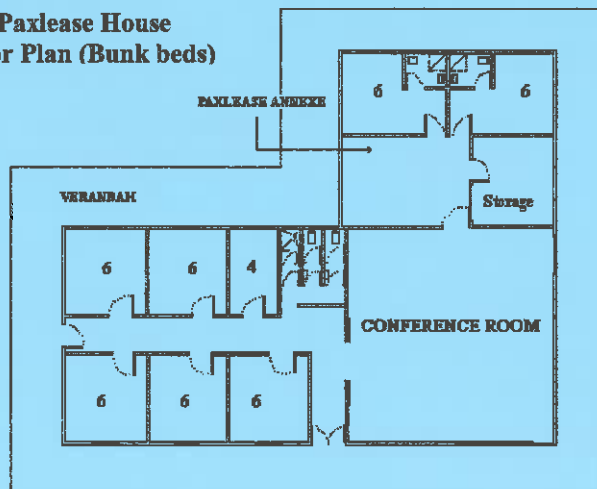 Paxlease House
or Plan (Bunk beds)
6
6
PAXLEASE ANNEXE
VERANDAH
Storage
6
6
4
CONFERENCE ROOM
6
6
6